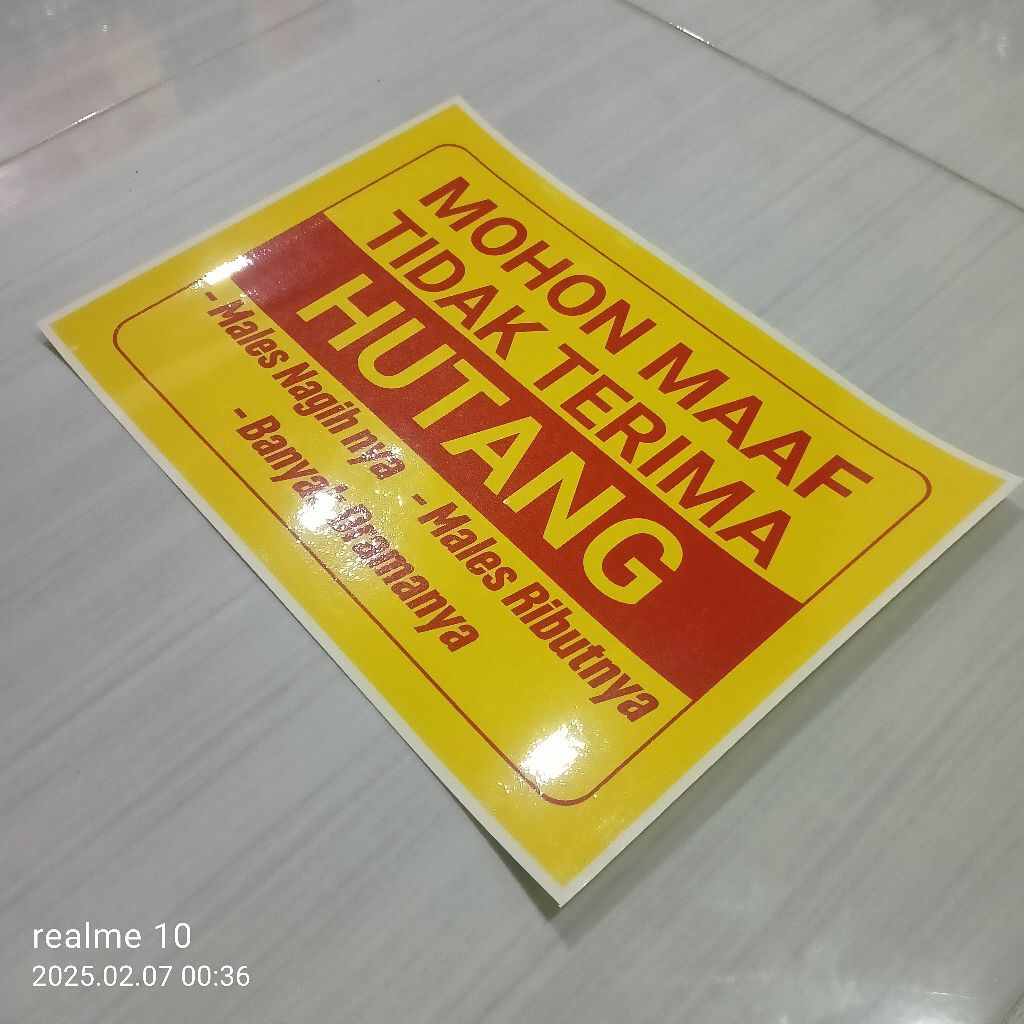 MOHON MAAF
TIDAK TERIMA
HUTANG
- Males Nagih nya - Males Ributnya
- Banyak Dramanya
realme 10
2025.02.07 00:36